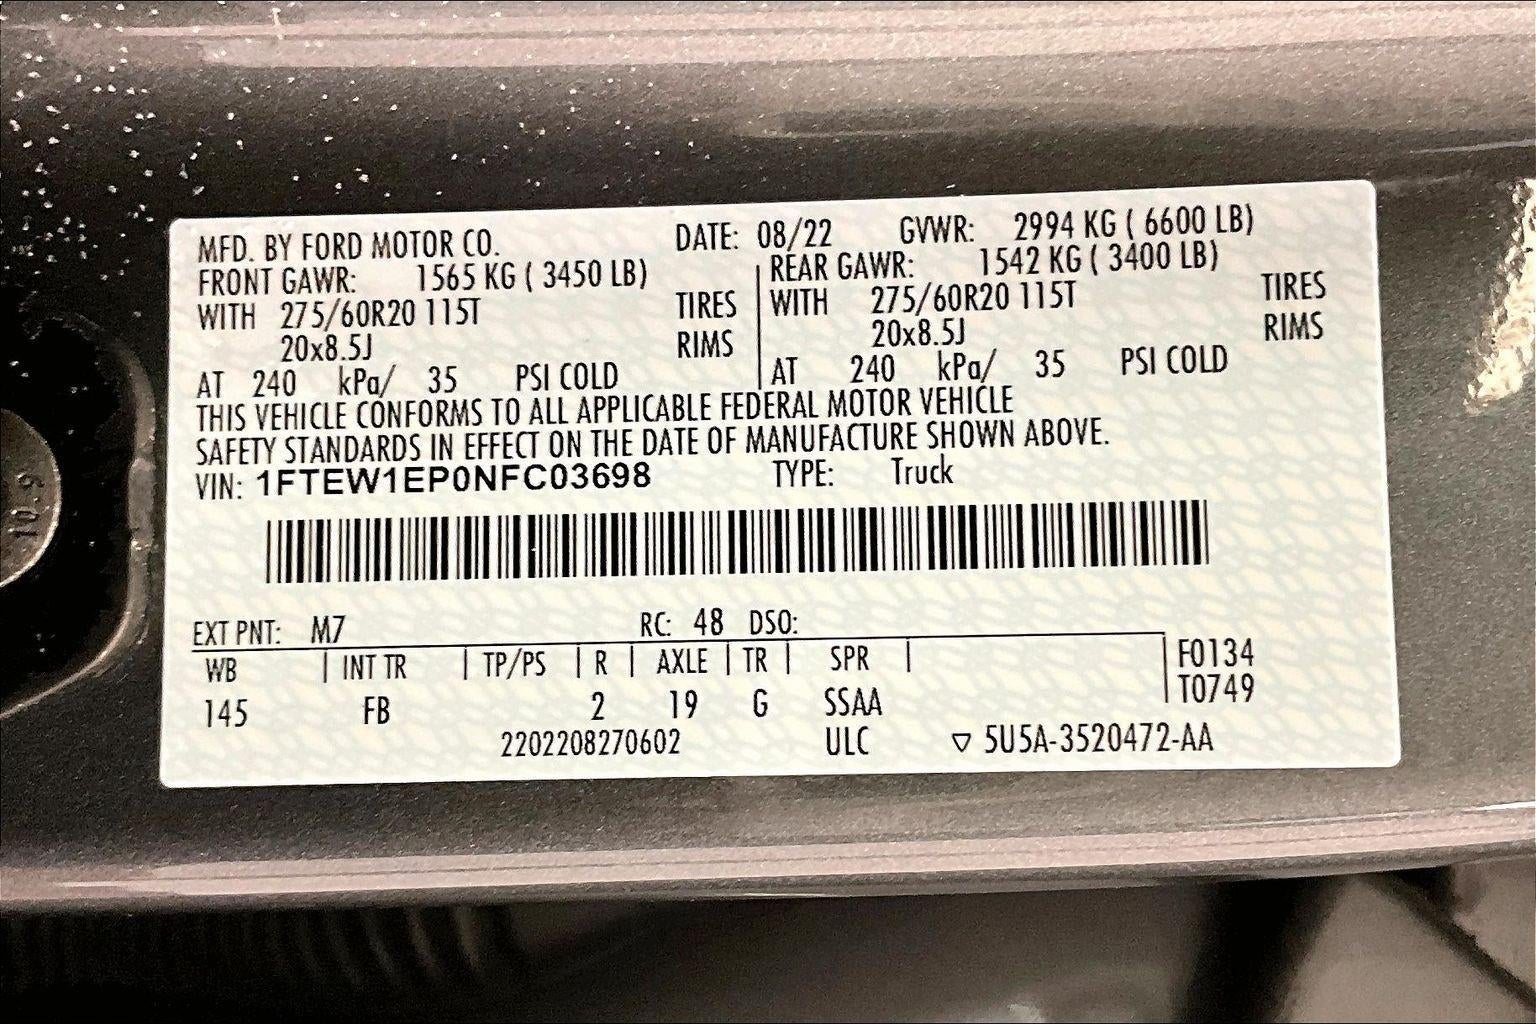 MFD. BY FORD MOTOR CO. DATE: 08/22 GVWR: 2994 KG ( 6600 LB)
FRONT GAWR: 1565 KG ( 3450 LB) REAR GAWR: 1542 KG ( 3400 LB)
WITH 275/60R20 115T TIRES WITH 275/60R20 115T TIRES
20x8.5J RIMS 20x8.5J RIMS
AT 240 kPa/ 35 PSI COLD AT 240 kPa/ 35 PSI COLD
THIS VEHICLE CONFORMS TO ALL APPLICABLE FEDERAL MOTOR VEHICLE
SAFETY STANDARDS IN EFFECT ON THE DATE OF MANUFACTURE SHOWN ABOVE.
VIN: 1FTEW1EP0NFC03698 TYPE: Truck
10.9
EXT PNT: M7 RC: 48 DSO:
WB INT TR TP/PS R AXLE TR SPR F0134
145 FB 2 19 G SSAA T0749
2202208270602 ULC ▽ 5U5A-3520472-AA